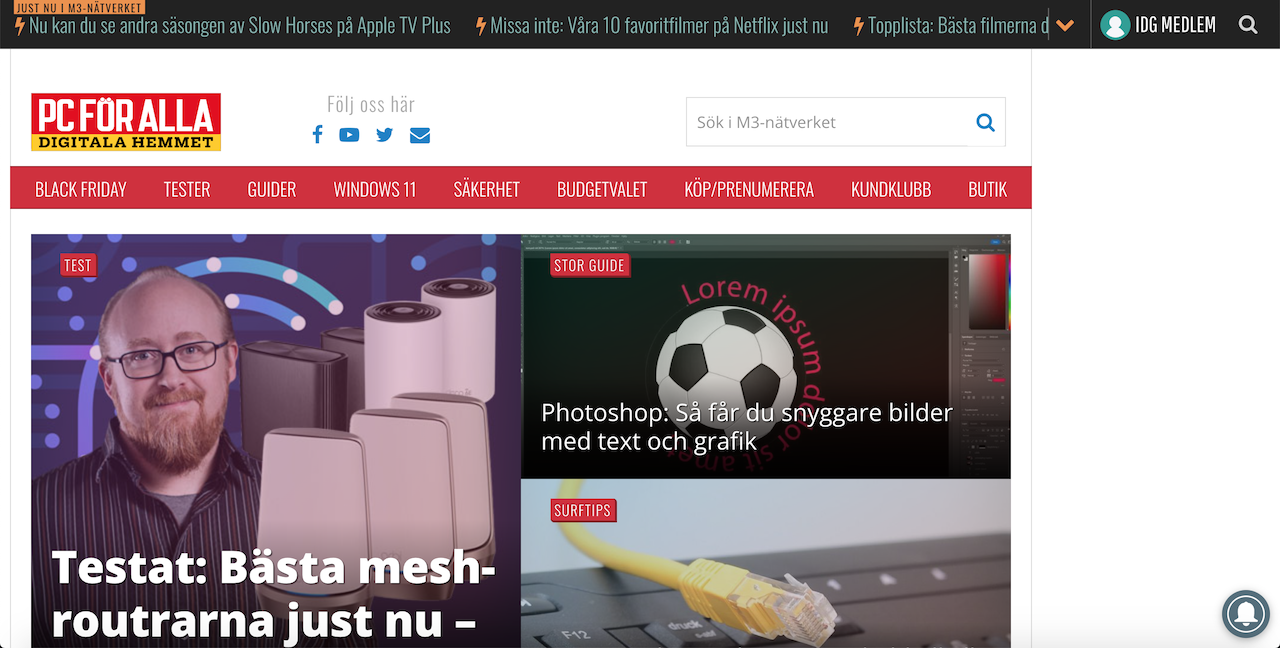 JUST NU I M3-NÄTVERKET
Nu kan du se andra säsongen av Slow Horses på Apple TV Plus
Missa inte: Våra 10 favoritfilmer på Netflix just nu
Topplista: Bästa filmerna d
IDG MEDLEM
PC FÖR ALLA
DIGITALA HEMMET
Följ oss här
Sök i M3-nätverket
BLACK FRIDAY
TESTER
GUIDER
WINDOWS 11
SÄKERHET
BUDGETVALET
KÖP/PRENUMERERA
KUNDKLUBB
BUTIK
TEST
Testat: Bästa mesh-
routrarna just nu –
STOR GUIDE
Lorem ipsum dolor sit amet
Photoshop: Så får du snyggare bilder
med text och grafik
SURFTIPS
F12
druck
s-abf